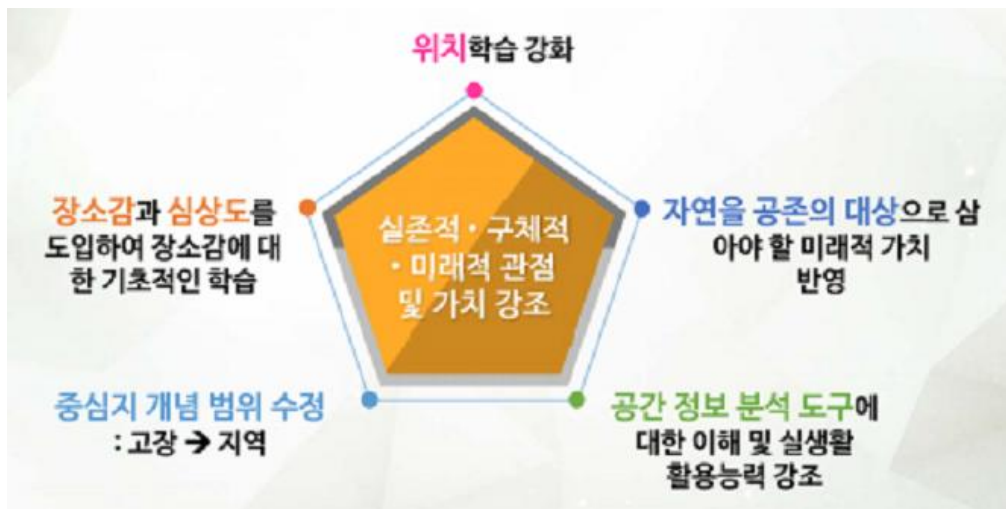 위치학습 강화
장소감과 심상도를
도입하여 장소감에 대
한 기초적인 학습
실존적・구체적
・미래적 관점
및 가치 강조
자연을 공존의 대상으로 삼
아야 할 미래적 가치
반영
중심지 개념 범위 수정
: 고장 → 지역
공간 정보 분석 도구에
대한 이해 및 실생활
활용능력 강조